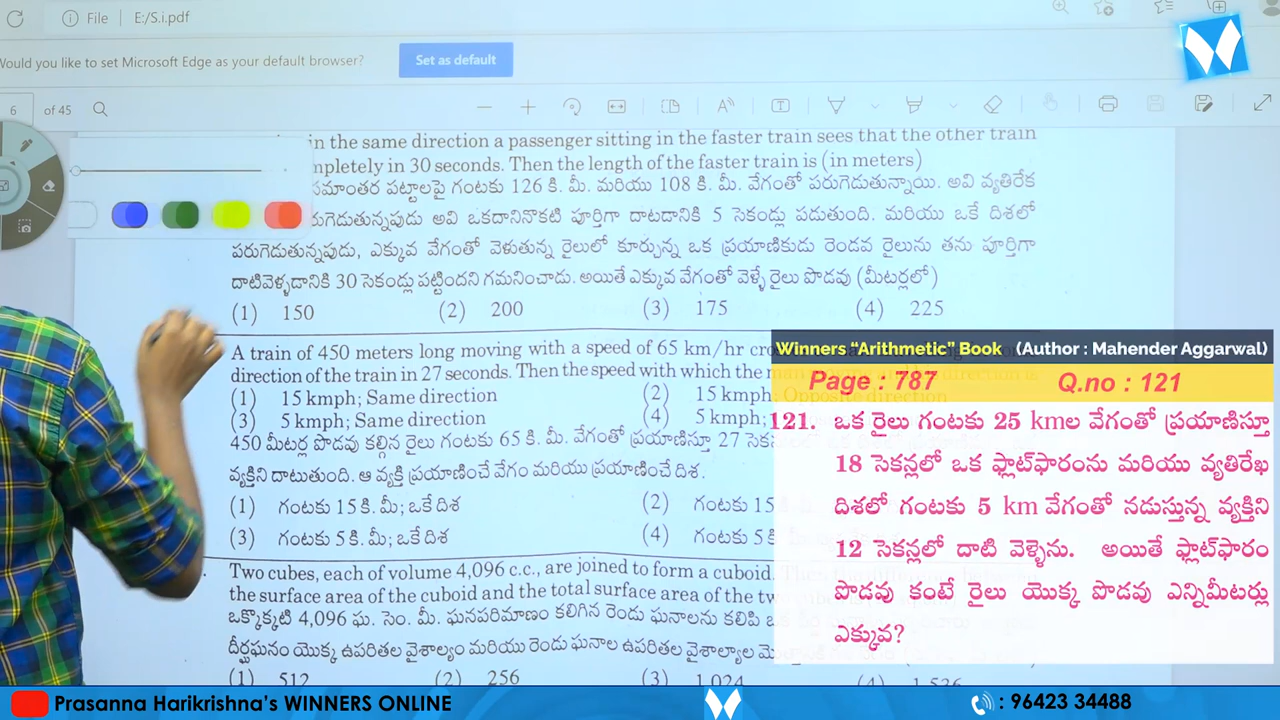 File E:/S.i.pdf
Would you like to set Microsoft Edge as your default browser? Set as default
6 of 45
in the same direction a passenger sitting in the faster train sees that the other train
mpletely in 30 seconds. Then the length of the faster train is (in meters)
సమాంతర పట్టాలపై గంటకు 126 కి. మీ. మరియు 108 కి. మీ. వేగంతో పరుగెడుతున్నాయి. అవి వ్యతిరేక
రుగెడుతున్నపుడు అవి ఒకదానినొకటి పూర్తిగా దాటడానికి 5 సెకండ్లు పడుతుంది. మరియు ఒకే దిశలో
పరుగెడుతున్నపుడు, ఎక్కువ వేగంతో వెళుతున్న రైలులో కూర్చున్న ఒక ప్రయాణికుడు రెండవ రైలును తను పూర్తిగా
దాటివెళ్ళడానికి 30 సెకండ్లు పట్టిందని గమనించాడు. అయితే ఎక్కువ వేగంతో వెళ్ళే రైలు పొడవు (మీటర్లలో)
(1) 150 (2) 200 (3) 175 (4) 225
A train of 450 meters long moving with a speed of 65 km/hr cro
direction of the train in 27 seconds. Then the speed with which the
(1) 15 kmph; Same direction (2) 15 kmph; Opposite direction
(3) 5 kmph; Same direction (4) 5 kmph;
450 మీటర్ల పొడవు కల్గిన రైలు గంటకు 65 కి. మీ. వేగంతో ప్రయాణిస్తూ 27
వ్యక్తిని దాటుతుంది. ఆ వ్యక్తి ప్రయాణించే వేగం మరియు ప్రయాణించే దిశ.
(1) గంటకు 15 కి. మీ; ఒకే దిశ (2) గంటకు 15
(3) గంటకు 5 కి. మీ; ఒకే దిశ (4) గంటకు 5 కి
Two cubes, each of volume 4,096 c.c., are joined to form a cuboid.
the surface area of the cuboid and the total surface area of the two
ఒక్కొక్కటి 4,096 ఘ. సెం. మీ. ఘనపరిమాణం కలిగిన రెండు ఘనాలను కలిపి
దీర్ఘఘనం యొక్క ఉపరితల వైశాల్యం మరియు రెండు ఘనాల ఉపరితల వైశాల్యాల
(1) 512 (2) 256 (3) 1,024 (4) 1,536
Winners "Arithmetic" Book (Author : Mahender Aggarwal)
Page : 787 Q.no : 121
121. ఒక రైలు గంటకు 25 kmల వేగంతో ప్రయాణిస్తూ
18 సెకన్లలో ఒక ఫ్లాట్‌ఫారంను మరియు వ్యతిరేఖ
దిశలో గంటకు 5 km వేగంతో నడుస్తున్న వ్యక్తిని
12 సెకన్లలో దాటి వెళ్ళెను. అయితే ఫ్లాట్‌ఫారం
పొడవు కంటే రైలు యొక్క పొడవు ఎన్నిమీటర్లు
ఎక్కువ?
Prasanna Harikrishna's WINNERS ONLINE : 96423 34488